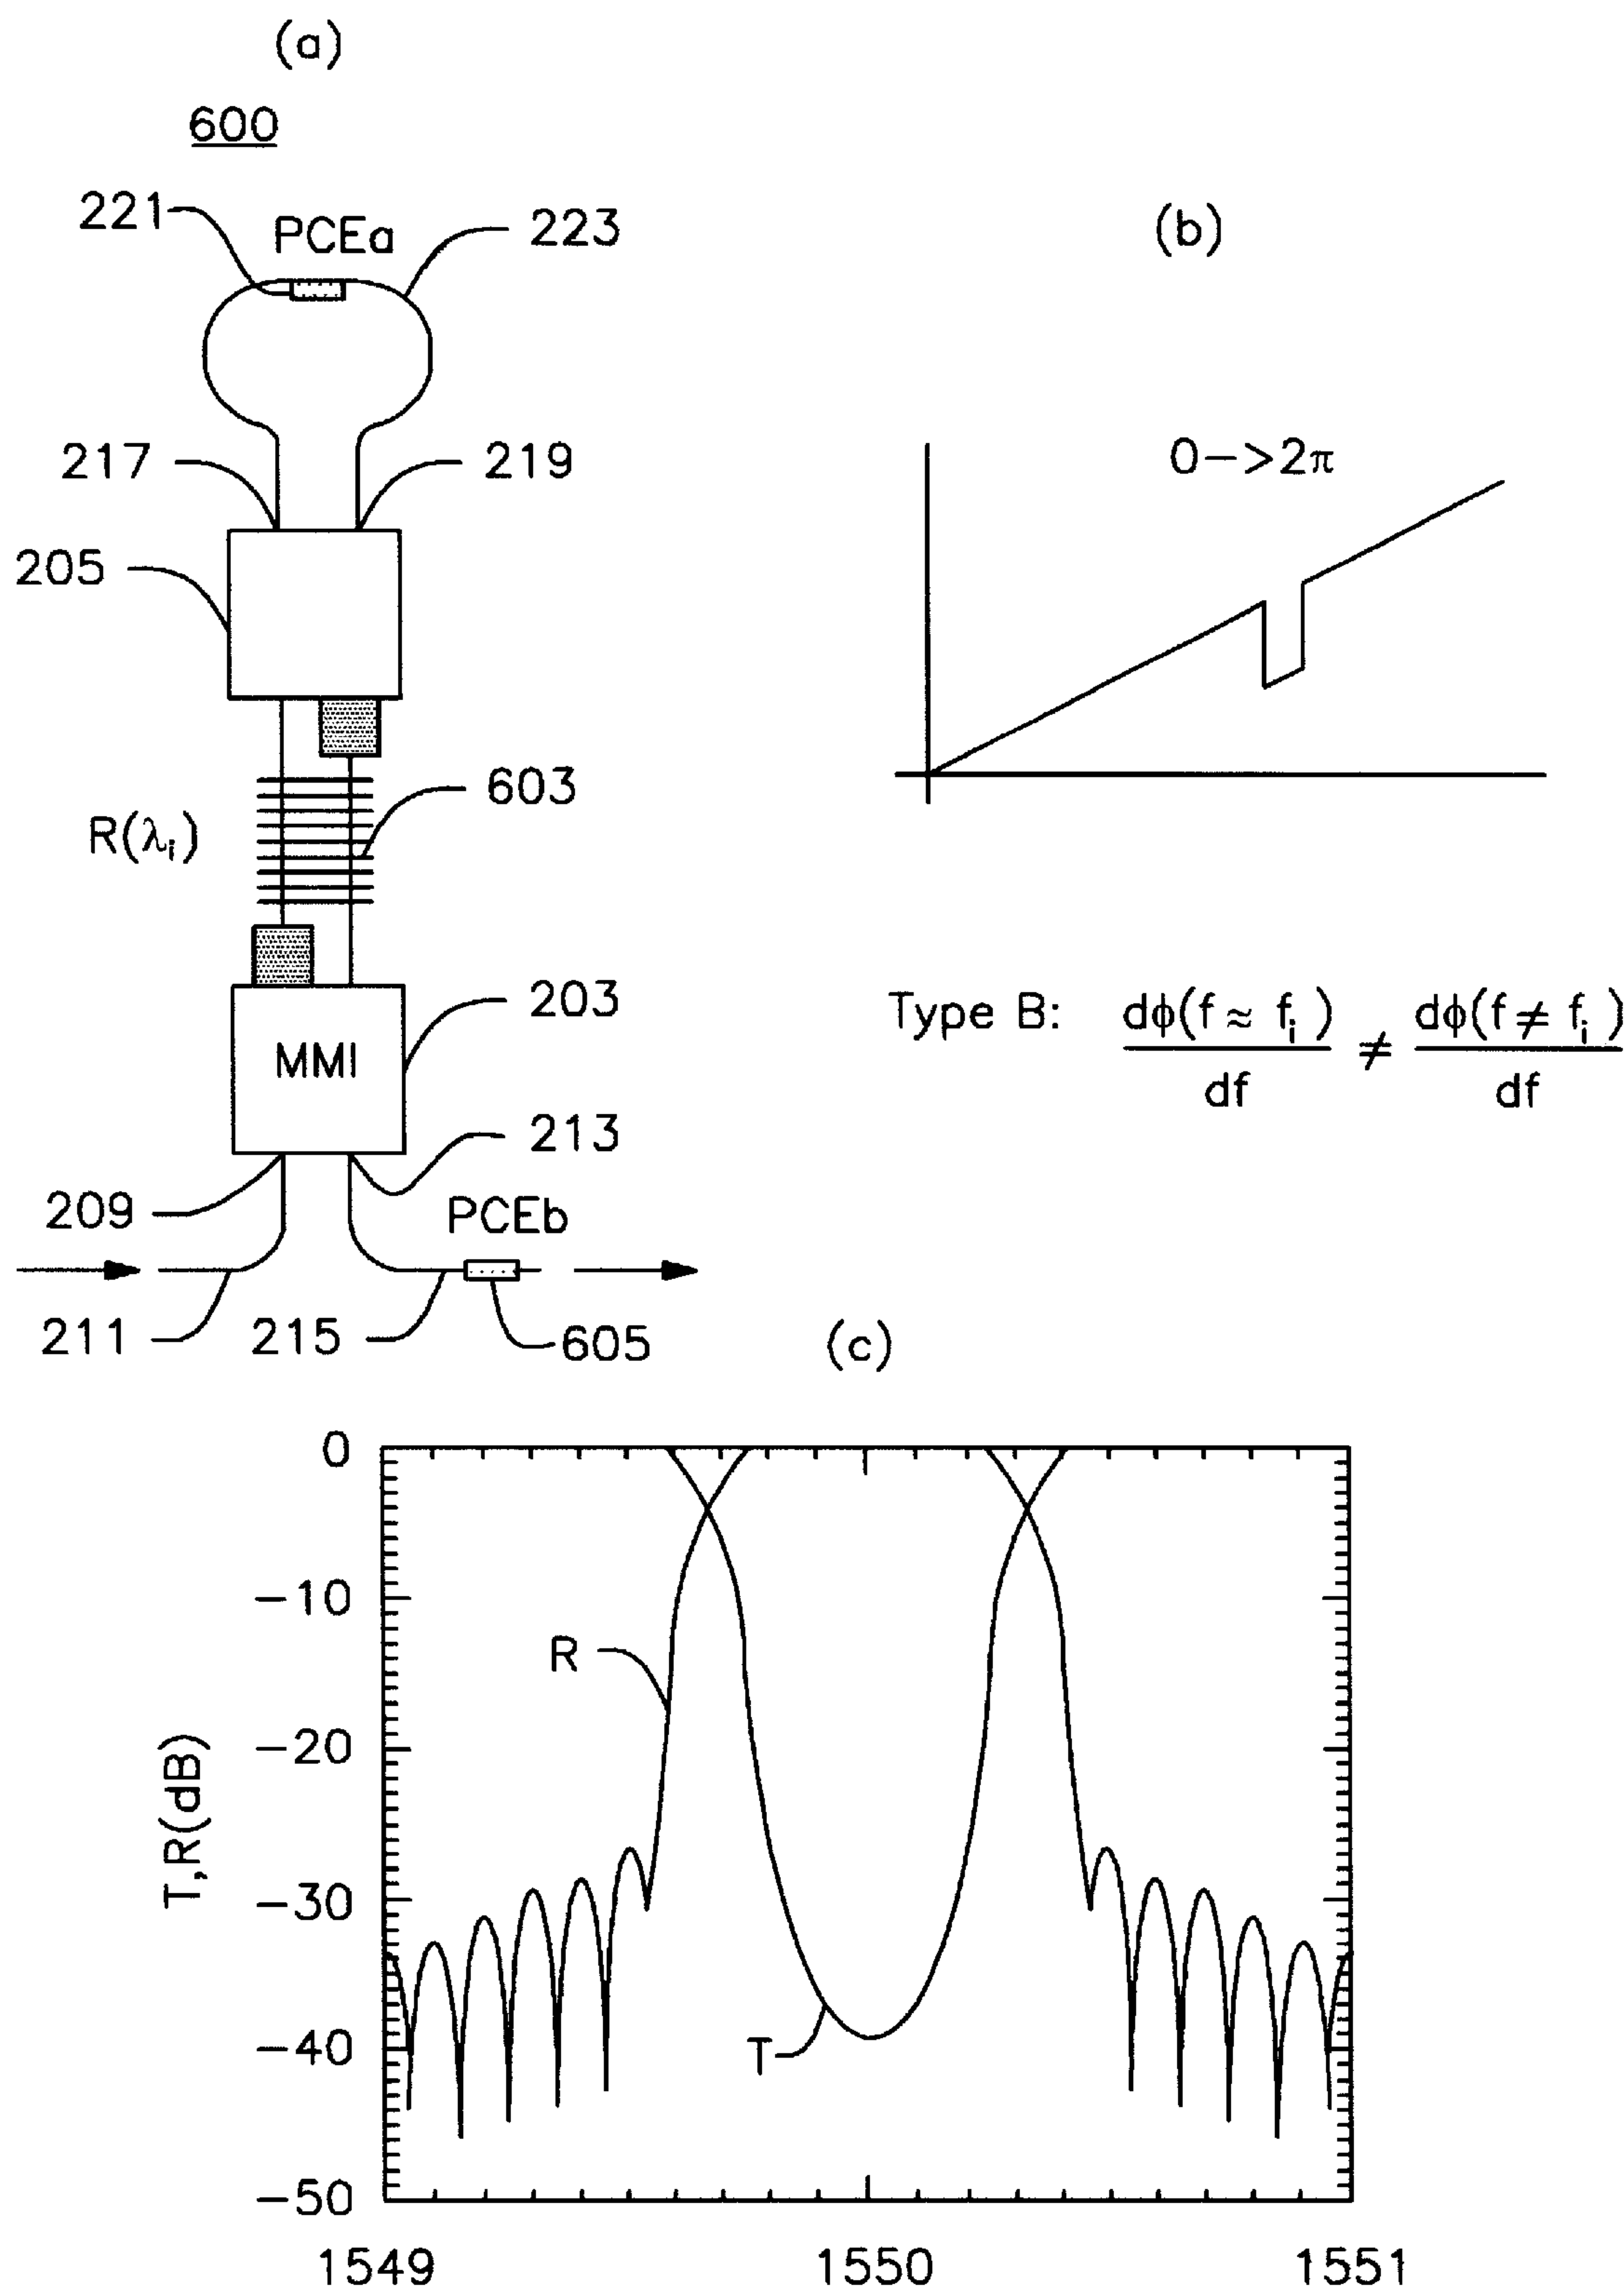 (a)
600
221
PCEa
223
(b)
217
219
0->2π
205
R(λi)
603
203
MMI
Type B: dϕ(f ≈ fi)/df ≠ dϕ(f ≠ fi)/df
213
209
PCEb
211
215
605
(c)
0
-10
R
-20
T,R(dB)
-30
T
-40
-50
1549
1550
1551